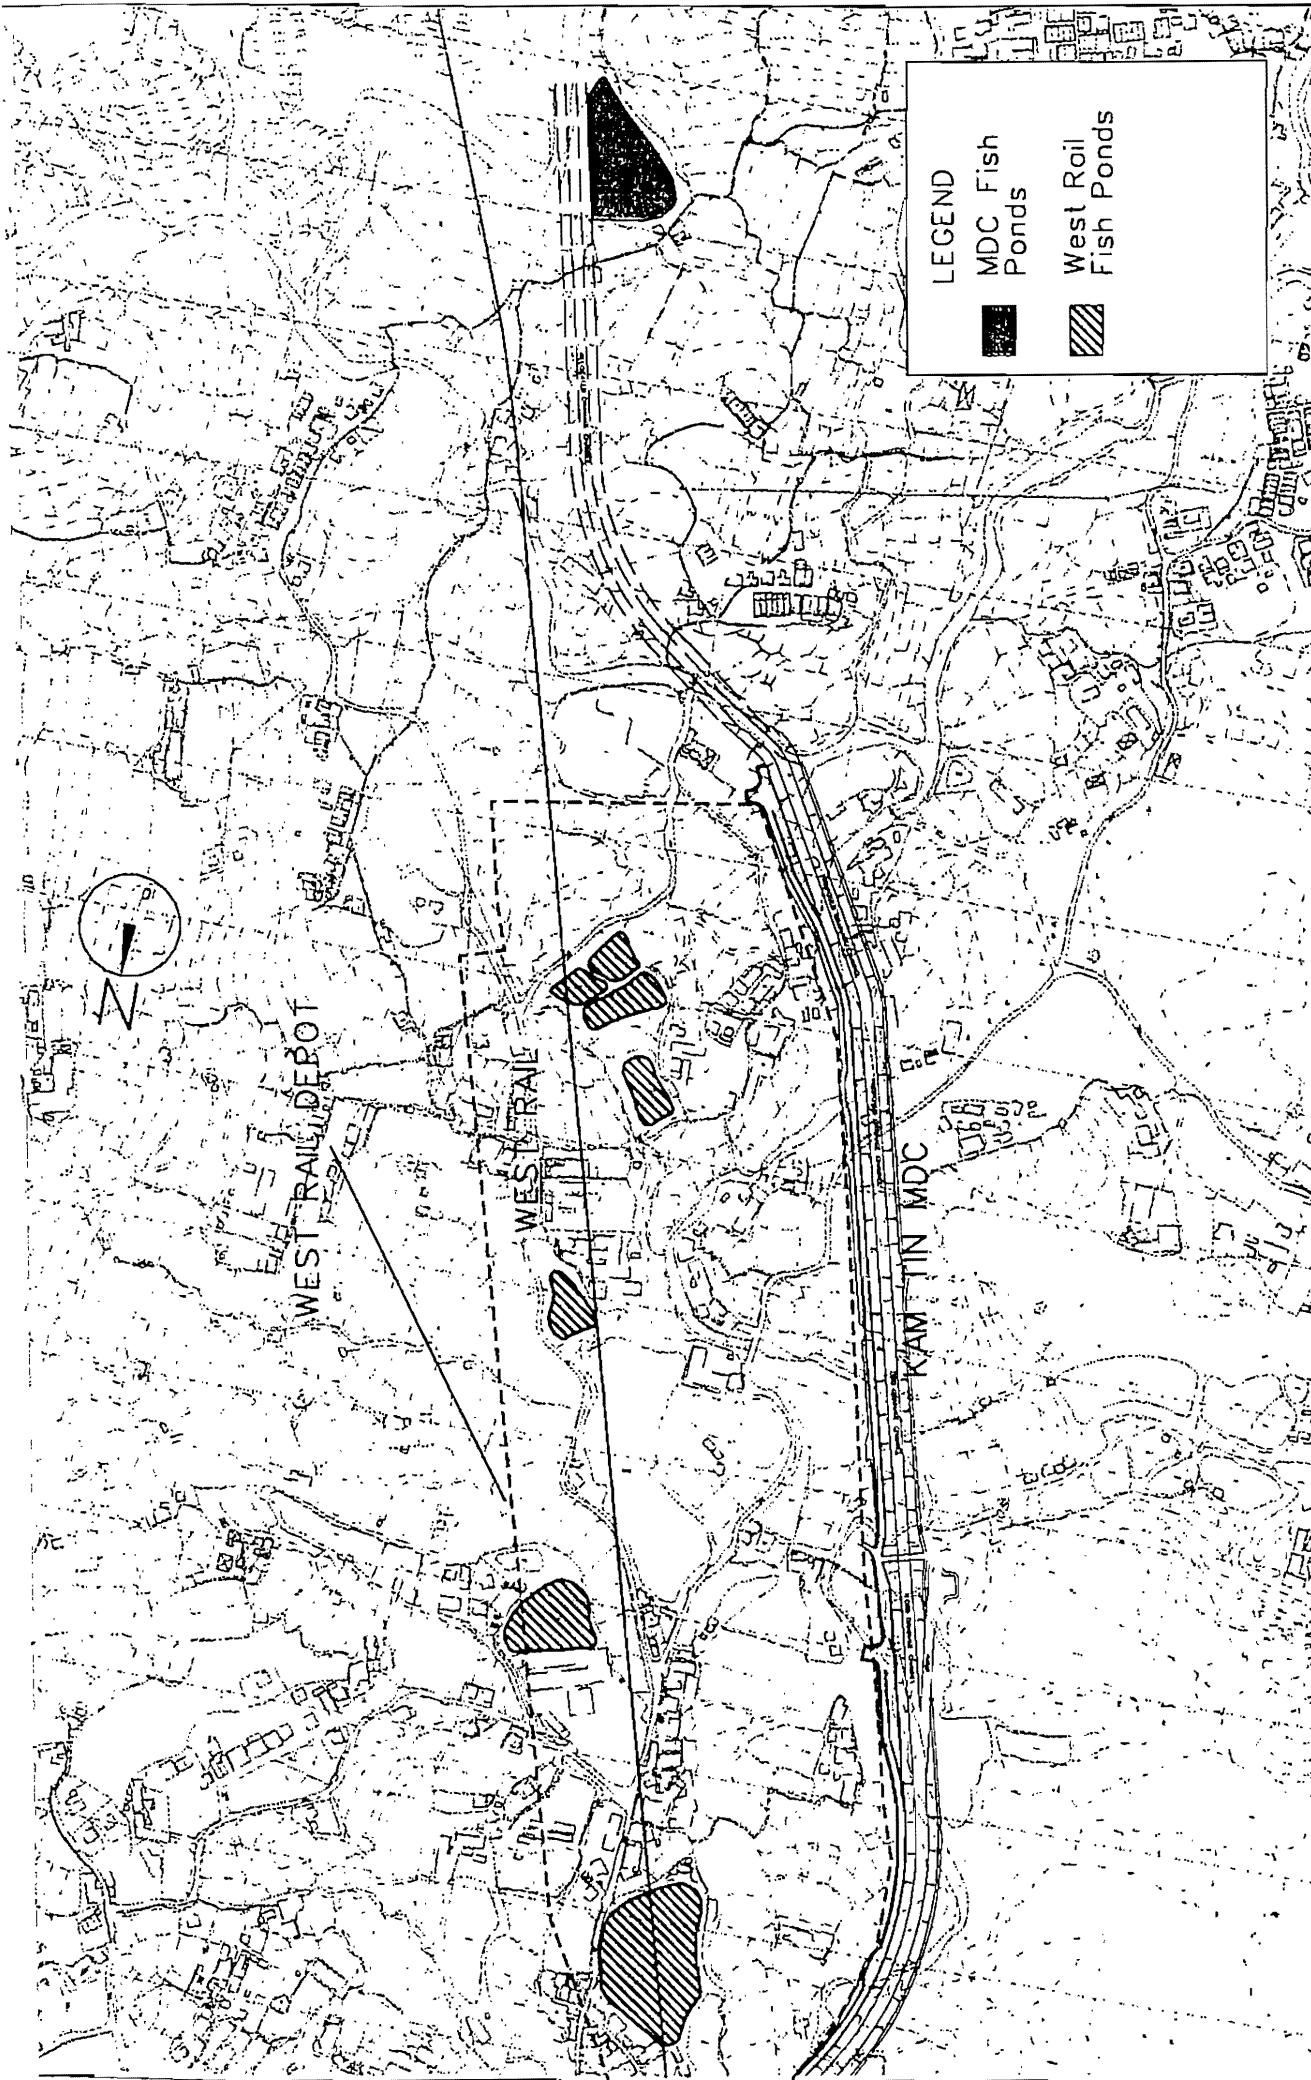 N
WEST RAIL DEPOT
WEST RAIL
KAM TIN MDC
LEGEND
MDC Fish
Ponds
West Rail
Fish Ponds